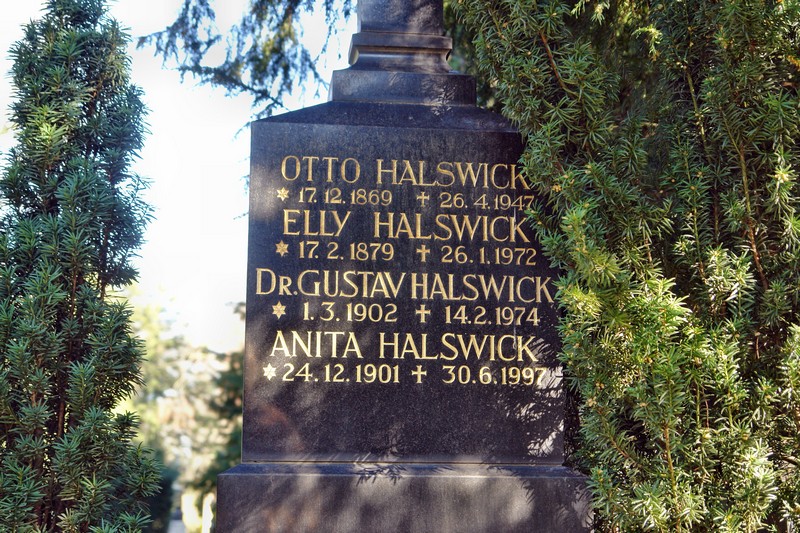 OTTO HALSWICK
* 17.12.1869 ✝ 26.4.1947
ELLY HALSWICK
* 17.2.1879 ✝ 26.1.1972
Dr. GUSTAV HALSWICK
* 1.3.1902 ✝ 14.2.1974
ANITA HALSWICK
* 24.12.1901 ✝ 30.6.1997